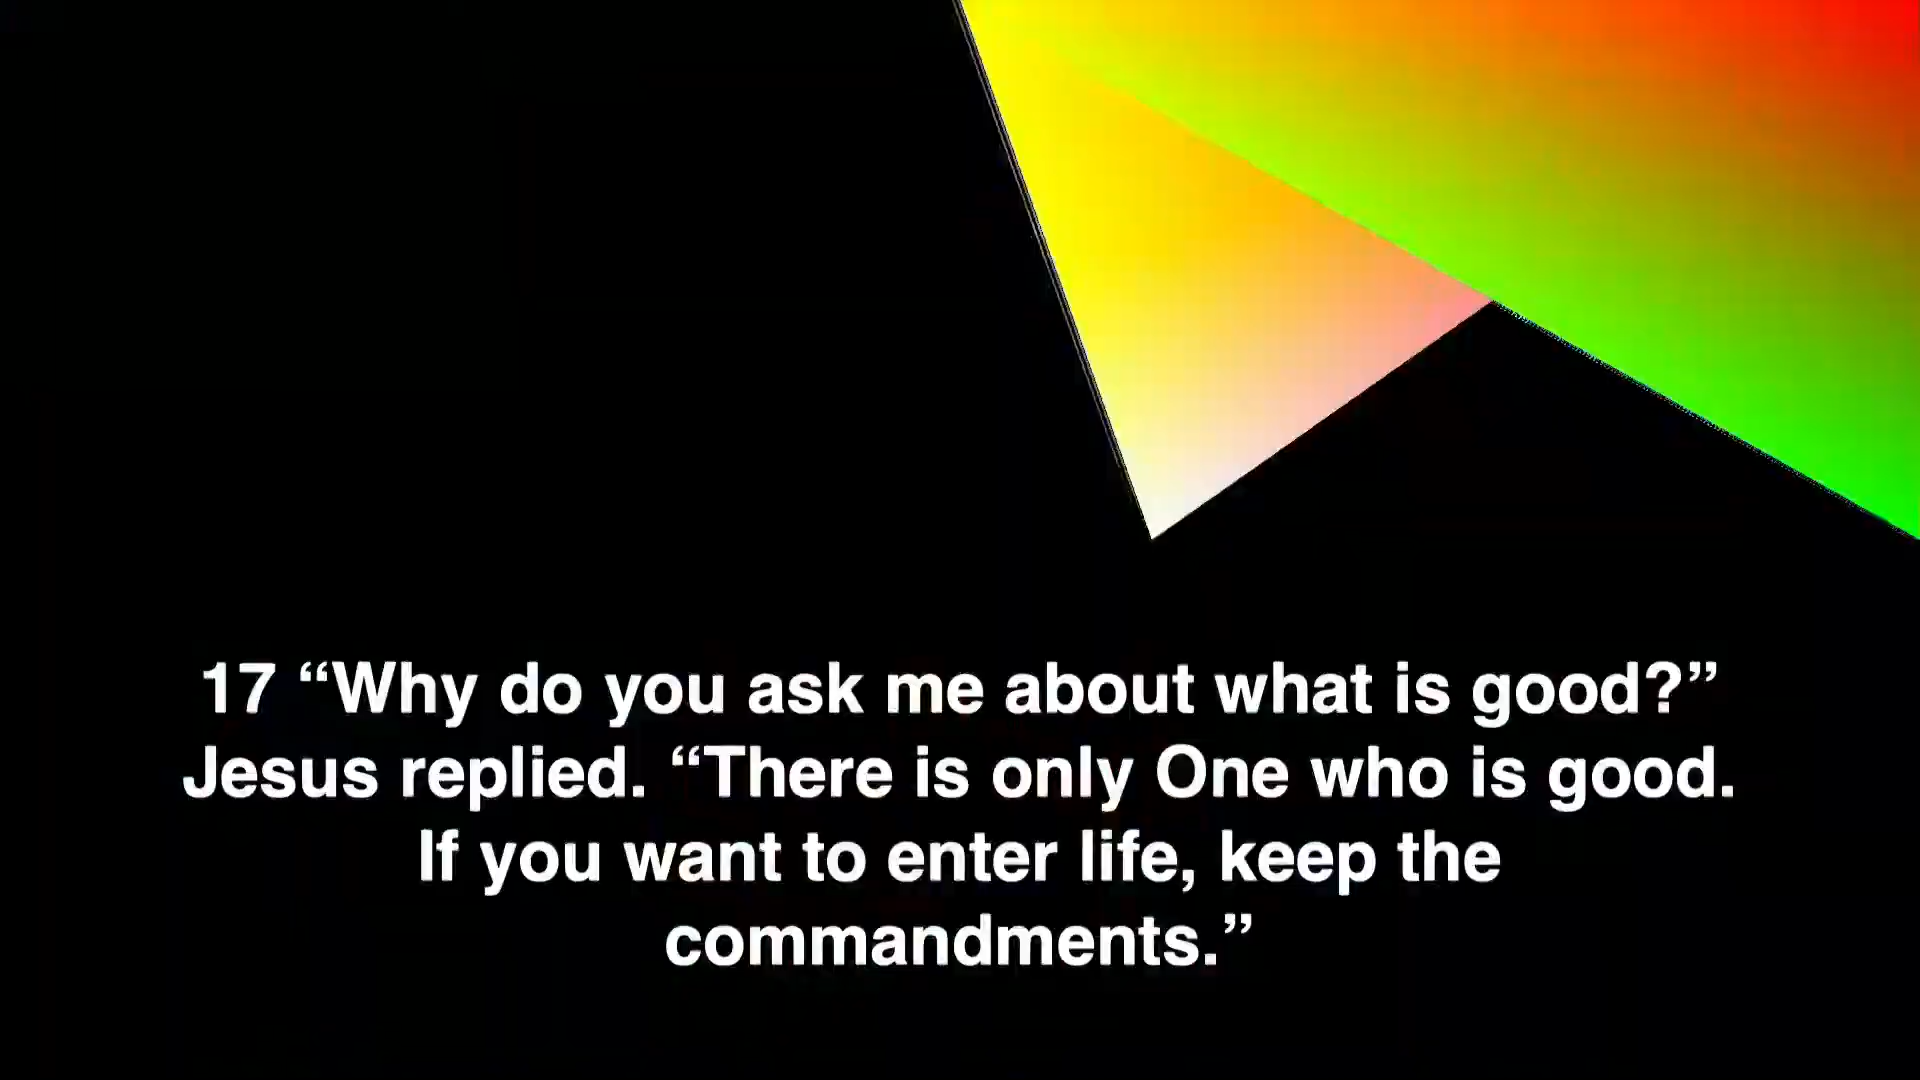 17 “Why do you ask me about what is good?”
Jesus replied. “There is only One who is good.
If you want to enter life, keep the
commandments.”